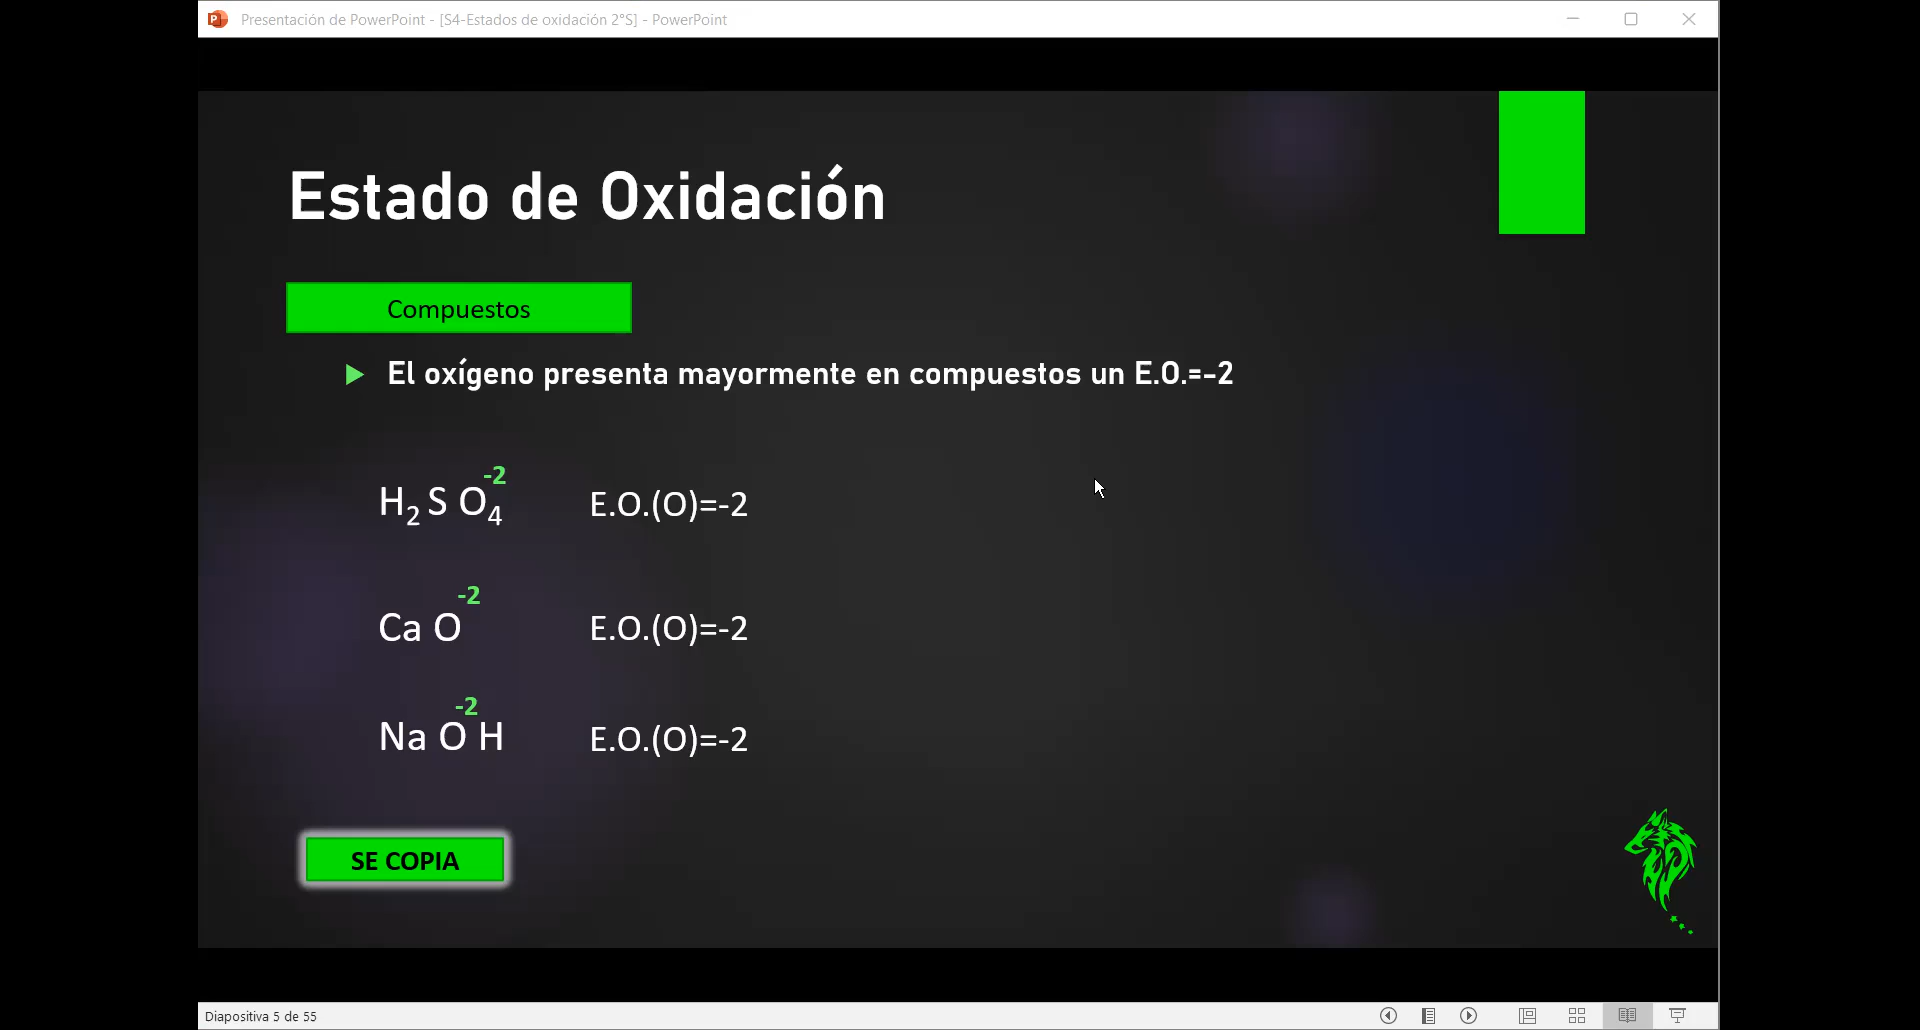 Presentación de PowerPoint - [S4-Estados de oxidación 2°S] - PowerPoint
Estado de Oxidación
Compuestos
El oxígeno presenta mayormente en compuestos un E.O.=-2
H₂ S O₄⁻² E.O.(O)=-2
Ca O⁻² E.O.(O)=-2
Na O⁻² H E.O.(O)=-2
SE COPIA
Diapositiva 5 de 55